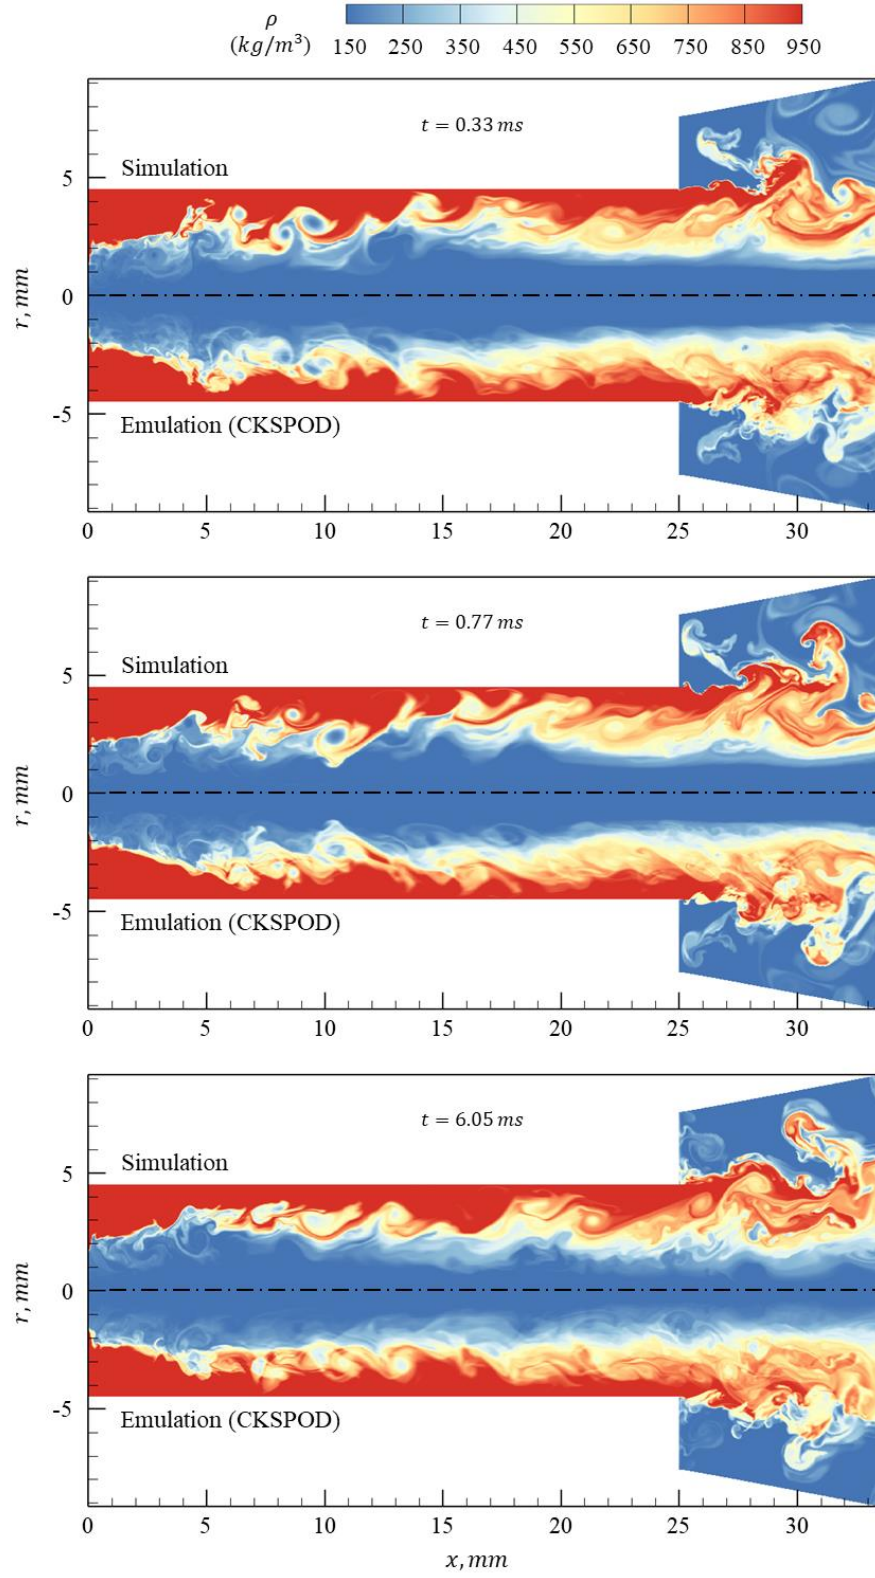 ρ
(kg/m³) 150 250 350 450 550 650 750 850 950
t = 0.33 ms
Simulation
5
r, mm
0
-5
Emulation (CKSPOD)
0 5 10 15 20 25 30
t = 0.77 ms
Simulation
5
r, mm
0
-5
Emulation (CKSPOD)
0 5 10 15 20 25 30
t = 6.05 ms
Simulation
5
r, mm
0
-5
Emulation (CKSPOD)
0 5 10 15 20 25 30
x, mm